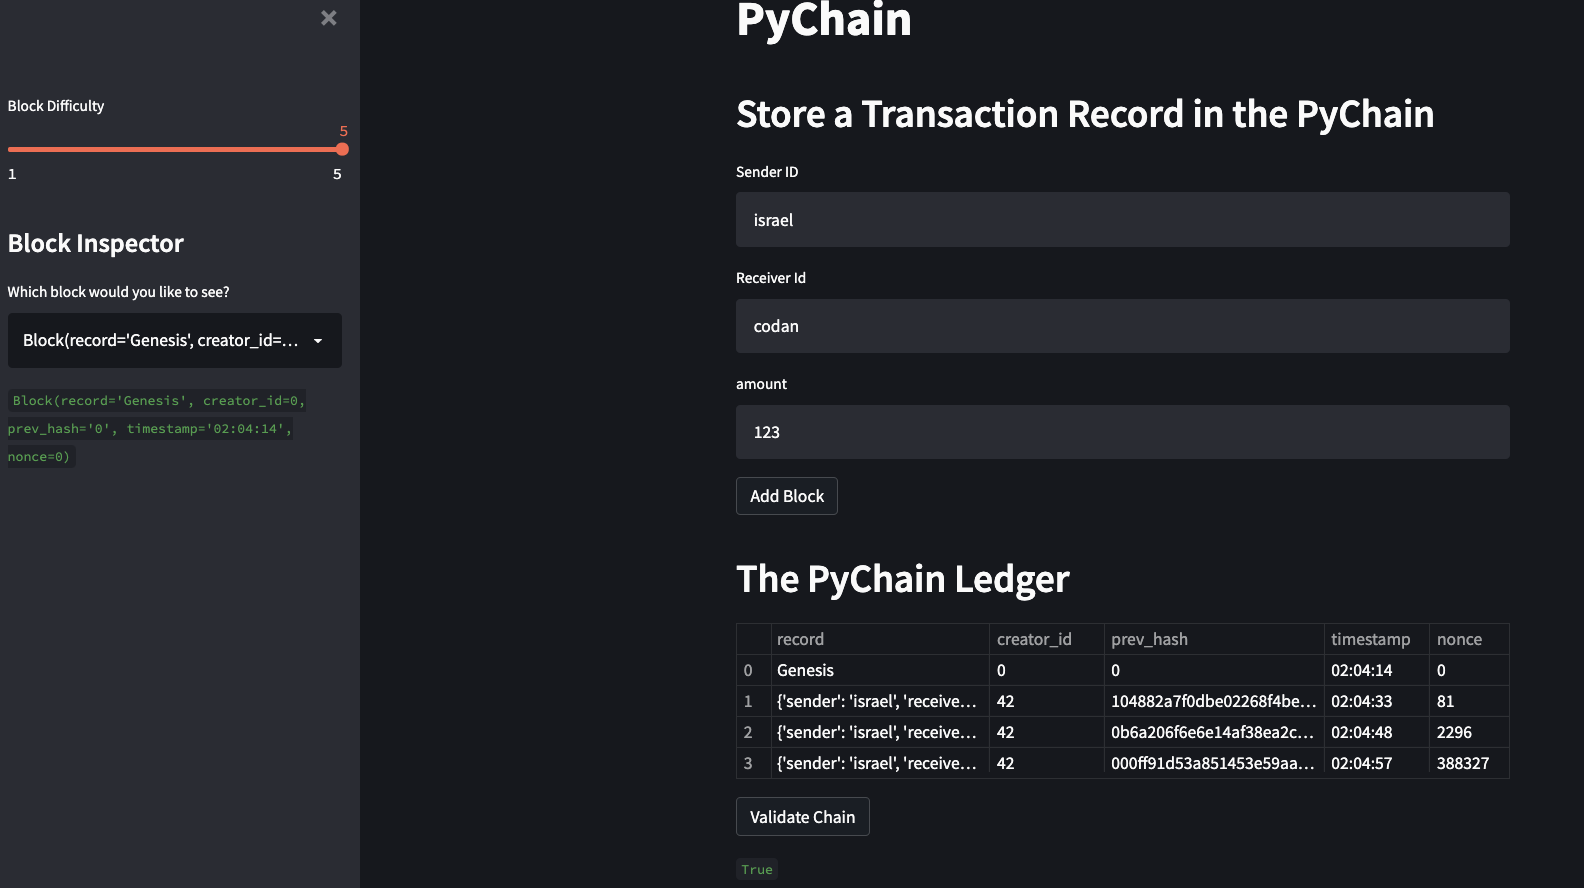 Block Difficulty
5
1 5
Block Inspector
Which block would you like to see?
Block(record='Genesis', creator_id=...
Block(record='Genesis', creator_id=0,
prev_hash='0', timestamp='02:04:14',
nonce=0)
PyChain
Store a Transaction Record in the PyChain
Sender ID
israel
Receiver Id
codan
amount
123
Add Block
The PyChain Ledger
record creator_id prev_hash timestamp nonce
0 Genesis 0 0 02:04:14 0
1 {'sender': 'israel', 'receive... 42 104882a7f0dbe02268f4be... 02:04:33 81
2 {'sender': 'israel', 'receive... 42 0b6a206f6e6e14af38ea2c... 02:04:48 2296
3 {'sender': 'israel', 'receive... 42 000ff91d53a851453e59aa... 02:04:57 388327
Validate Chain
True